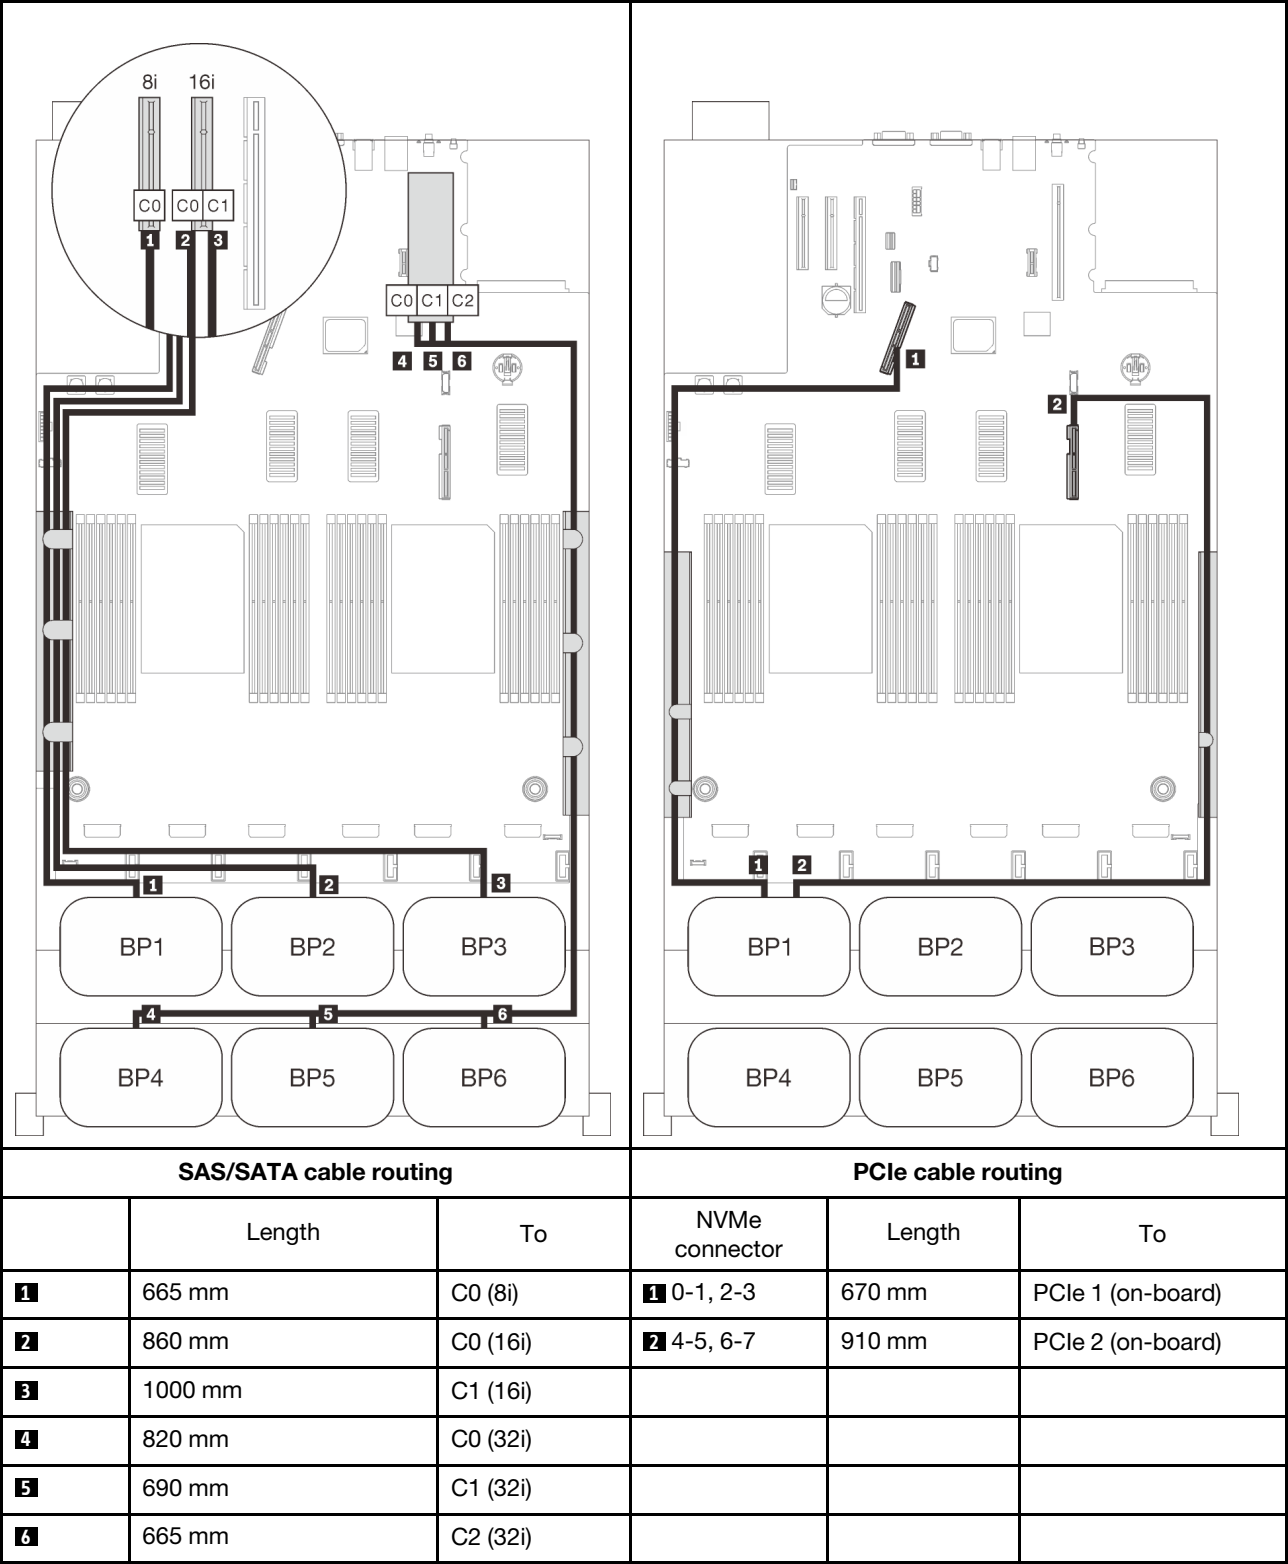 8i 16i
C0 C0 C1
1 2 3
C0 C1 C2
4 5 6
1 2 3
BP1 BP2 BP3
4 5 6
BP4 BP5 BP6
1
2
1 2
BP1 BP2 BP3
BP4 BP5 BP6
SAS/SATA cable routing PCIe cable routing
Length To NVMe connector Length To
1 665 mm C0 (8i) 1 0-1, 2-3 670 mm PCIe 1 (on-board)
2 860 mm C0 (16i) 2 4-5, 6-7 910 mm PCIe 2 (on-board)
3 1000 mm C1 (16i)
4 820 mm C0 (32i)
5 690 mm C1 (32i)
6 665 mm C2 (32i)